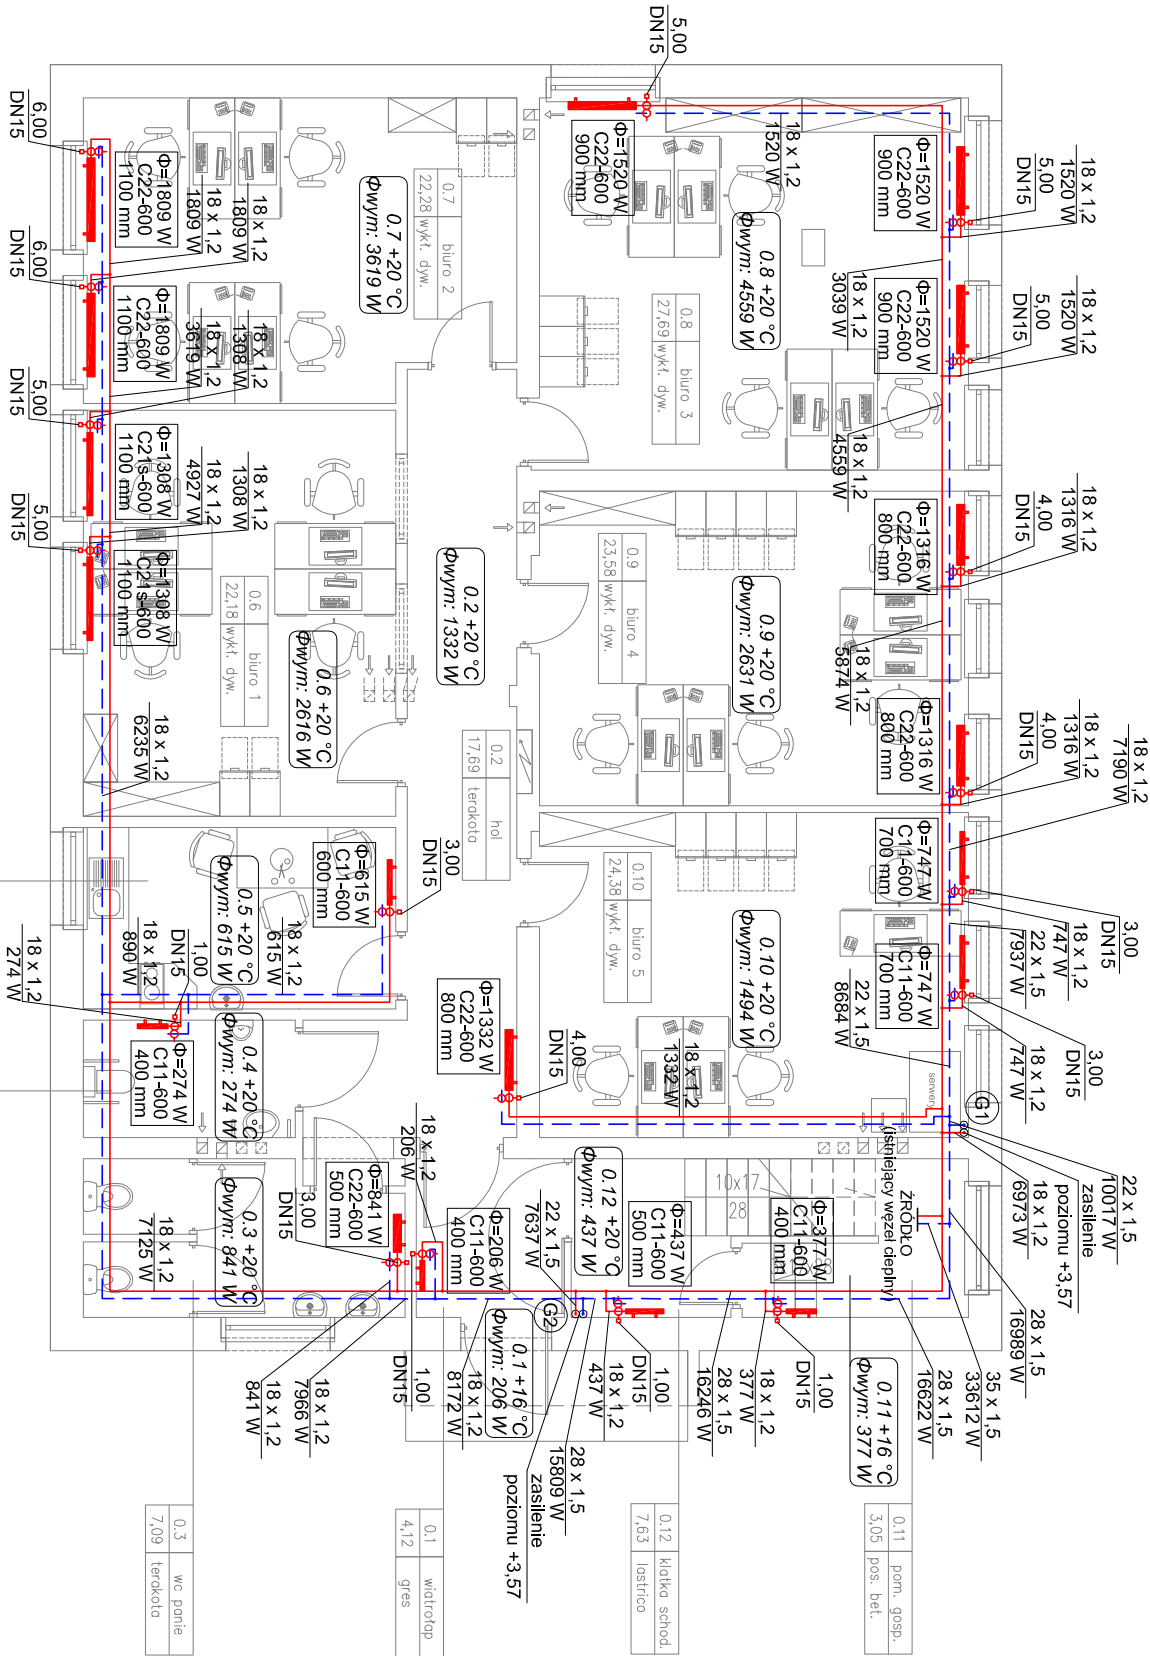 5,00
DN15
18 x 1,2
1520 W
Φ=1520 W
C22-600
900 mm
Φ=1520 W
C22-600
900 mm
18 x 1,2
1520 W
5,00
DN15
0.8 +20 °C
Φwym: 4559 W
0.8
biuro 3
27,69
wykł. dyw.
18 x 1,2
3039 W
Φ=1520 W
C22-600
900 mm
18 x 1,2
1520 W
5,00
DN15
18 x 1,2
4559 W
Φ=1316 W
C22-600
800 mm
18 x 1,2
1316 W
4,00
DN15
0.9
biuro 4
23,58
wykł. dyw.
0.9 +20 °C
Φwym: 2631 W
18 x 1,2
5874 W
Φ=1316 W
C22-600
800 mm
18 x 1,2
1316 W
4,00
DN15
18 x 1,2
7190 W
Φ=747 W
C11-600
700 mm
3,00
DN15
18 x 1,2
747 W
22 x 1,5
7937 W
0.10
biuro 5
24,38
wykł. dyw.
0.10 +20 °C
Φwym: 1494 W
Φ=747 W
C11-600
700 mm
22 x 1,5
8684 W
3,00
DN15
18 x 1,2
747 W
serwery
G1
22 x 1,5
10017 W
zasilenie
poziomu +3,57
18 x 1,2
6973 W
28 x 1,5
16989 W
35 x 1,5
33612 W
28 x 1,5
16622 W
ŹRÓDŁO
(istniejący węzeł cieplny)
0.11 +16 °C
Φwym: 377 W
Φ=377 W
C11-600
400 mm
1,00
DN15
18 x 1,2
377 W
28 x 1,5
16246 W
10x17
28
Φ=437 W
C11-600
500 mm
0.12 +20 °C
Φwym: 437 W
1,00
DN15
18 x 1,2
437 W
28 x 1,5
15809 W
zasilenie
poziomu +3,57
22 x 1,5
7637 W
G2
Φ=1332 W
C22-600
800 mm
4,00
DN15
18 x 1,2
1332 W
Φ=206 W
C11-600
400 mm
18 x 1,2
206 W
0.1 +16 °C
Φwym: 206 W
18 x 1,2
8172 W
1,00
DN15
18 x 1,2
7966 W
18 x 1,2
841 W
Φ=841 W
C22-600
500 mm
3,00
DN15
0.3 +20 °C
Φwym: 841 W
18 x 1,2
7125 W
0.4 +20 °C
Φwym: 274 W
Φ=274 W
C11-600
400 mm
1,00
DN15
18 x 1,2
890 W
18 x 1,2
274 W
0.5 +20 °C
Φwym: 615 W
Φ=615 W
C11-600
600 mm
18 x 1,2
615 W
3,00
DN15
0.2
hol
17,69
terakota
0.2 +20 °C
Φwym: 1332 W
0.6 +20 °C
Φwym: 2616 W
0.6
biuro 1
22,18
wykł. dyw.
18 x 1,2
6235 W
Φ=1308 W
C21s-600
1100 mm
5,00
DN15
18 x 1,2
1308 W
18 x 1,2
4927 W
Φ=1308 W
C21s-600
1100 mm
5,00
DN15
18 x 1,2
1308 W
18 x 1,2
3619 W
0.7 +20 °C
Φwym: 3619 W
0.7
biuro 2
22,28
wykł. dyw.
Φ=1809 W
C22-600
1100 mm
6,00
DN15
18 x 1,2
1809 W
18 x 1,2
1809 W
Φ=1809 W
C22-600
1100 mm
6,00
DN15
0.11
pom. gosp.
3,05
pos. bet.
0.12
klatka schod.
7,63
lastrico
0.1
wiatrołap
4,12
gres
0.3
wc panie
7,09
terakota